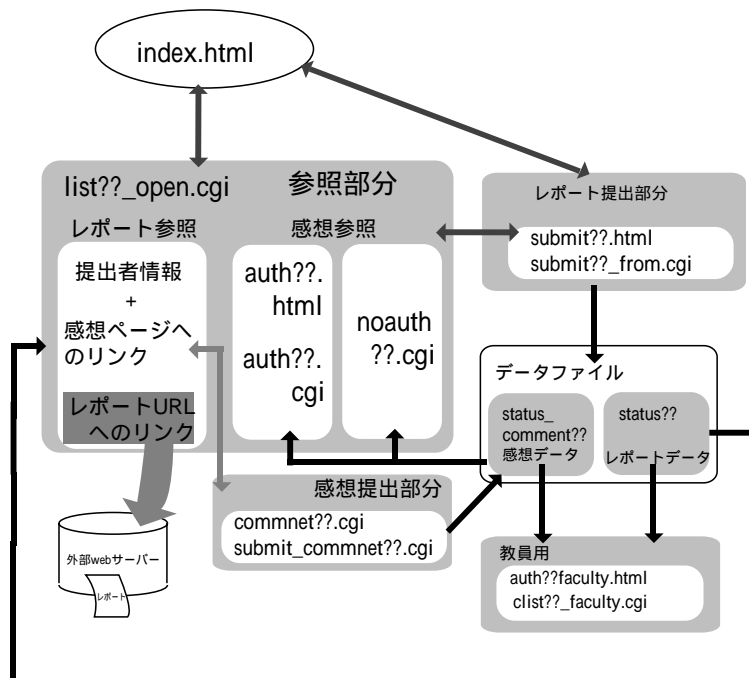 index.html
list??_open.cgi
参照部分
レポート参照
提出者情報
+
感想ページへ
のリンク
レポートURL
へのリンク
感想参照
auth??.
html
auth??.
cgi
noauth
??.cgi
レポート提出部分
submit??.html
submit??_from.cgi
データファイル
status_
comment??
感想データ
status??
レポートデータ
感想提出部分
commnet??.cgi
submit_commnet??.cgi
外部webサーバー
レポート
教員用
auth??faculty.html
clist??_faculty.cgi